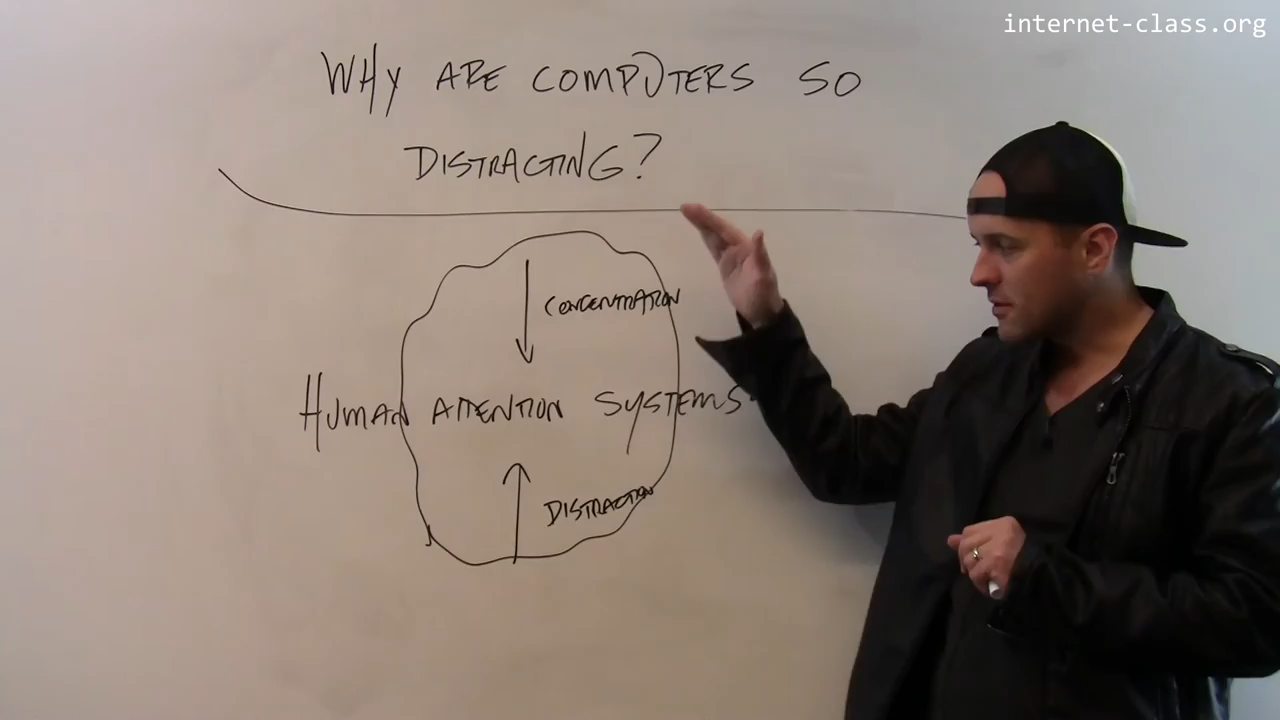 internet-class.org
WHY ARE COMPUTERS SO
DISTRACTING?
CONCENTRATION
HUMAN ATTENTION SYSTEMS
DISTRACTION